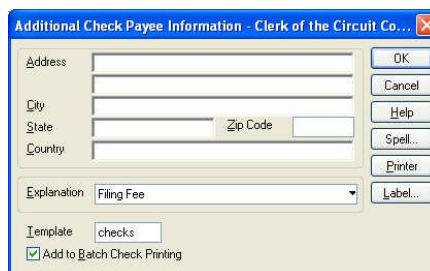 Additional Check Payee Information - Clerk of the Circuit Co...
Address
City
State Zip Code
Country
Explanation Filing Fee
Template checks
Add to Batch Check Printing
OK
Cancel
Help
Spell...
Printer
Label...